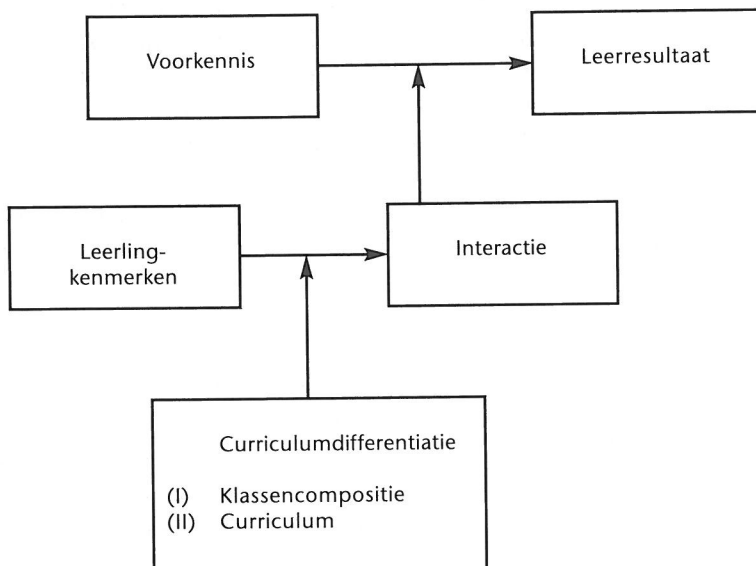 Voorkennis
Leerresultaat
Leerling-
kenmerken
Interactie
Curriculumdifferentiatie
(I) Klassencompositie
(II) Curriculum